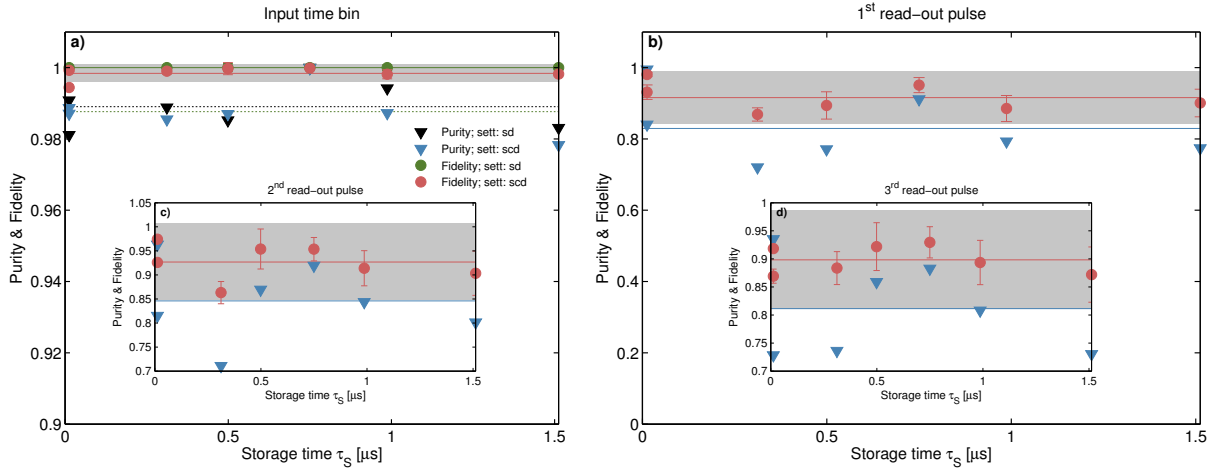 Input time bin
a)
1
0.98
0.96
0.94
0.92
0.9
Purity & Fidelity
0
0.5
1
1.5
Storage time τS [μs]
Purity; sett: sd
Purity; sett: scd
Fidelity; sett: sd
Fidelity; sett: scd
2nd read−out pulse
c)
1
0.95
0.9
0.85
0.8
0.75
0.7
Purity & Fidelity
0
0.5
1
1.5
Storage time τS [μs]
1st read−out pulse
b)
1
0.8
0.6
0.4
0.2
0
Purity & Fidelity
0
0.5
1
1.5
Storage time τS [μs]
3rd read−out pulse
d)
1
0.95
0.9
0.85
0.8
0.75
0.7
Purity & Fidelity
0
0.5
1
1.5
Storage time τS [μs]